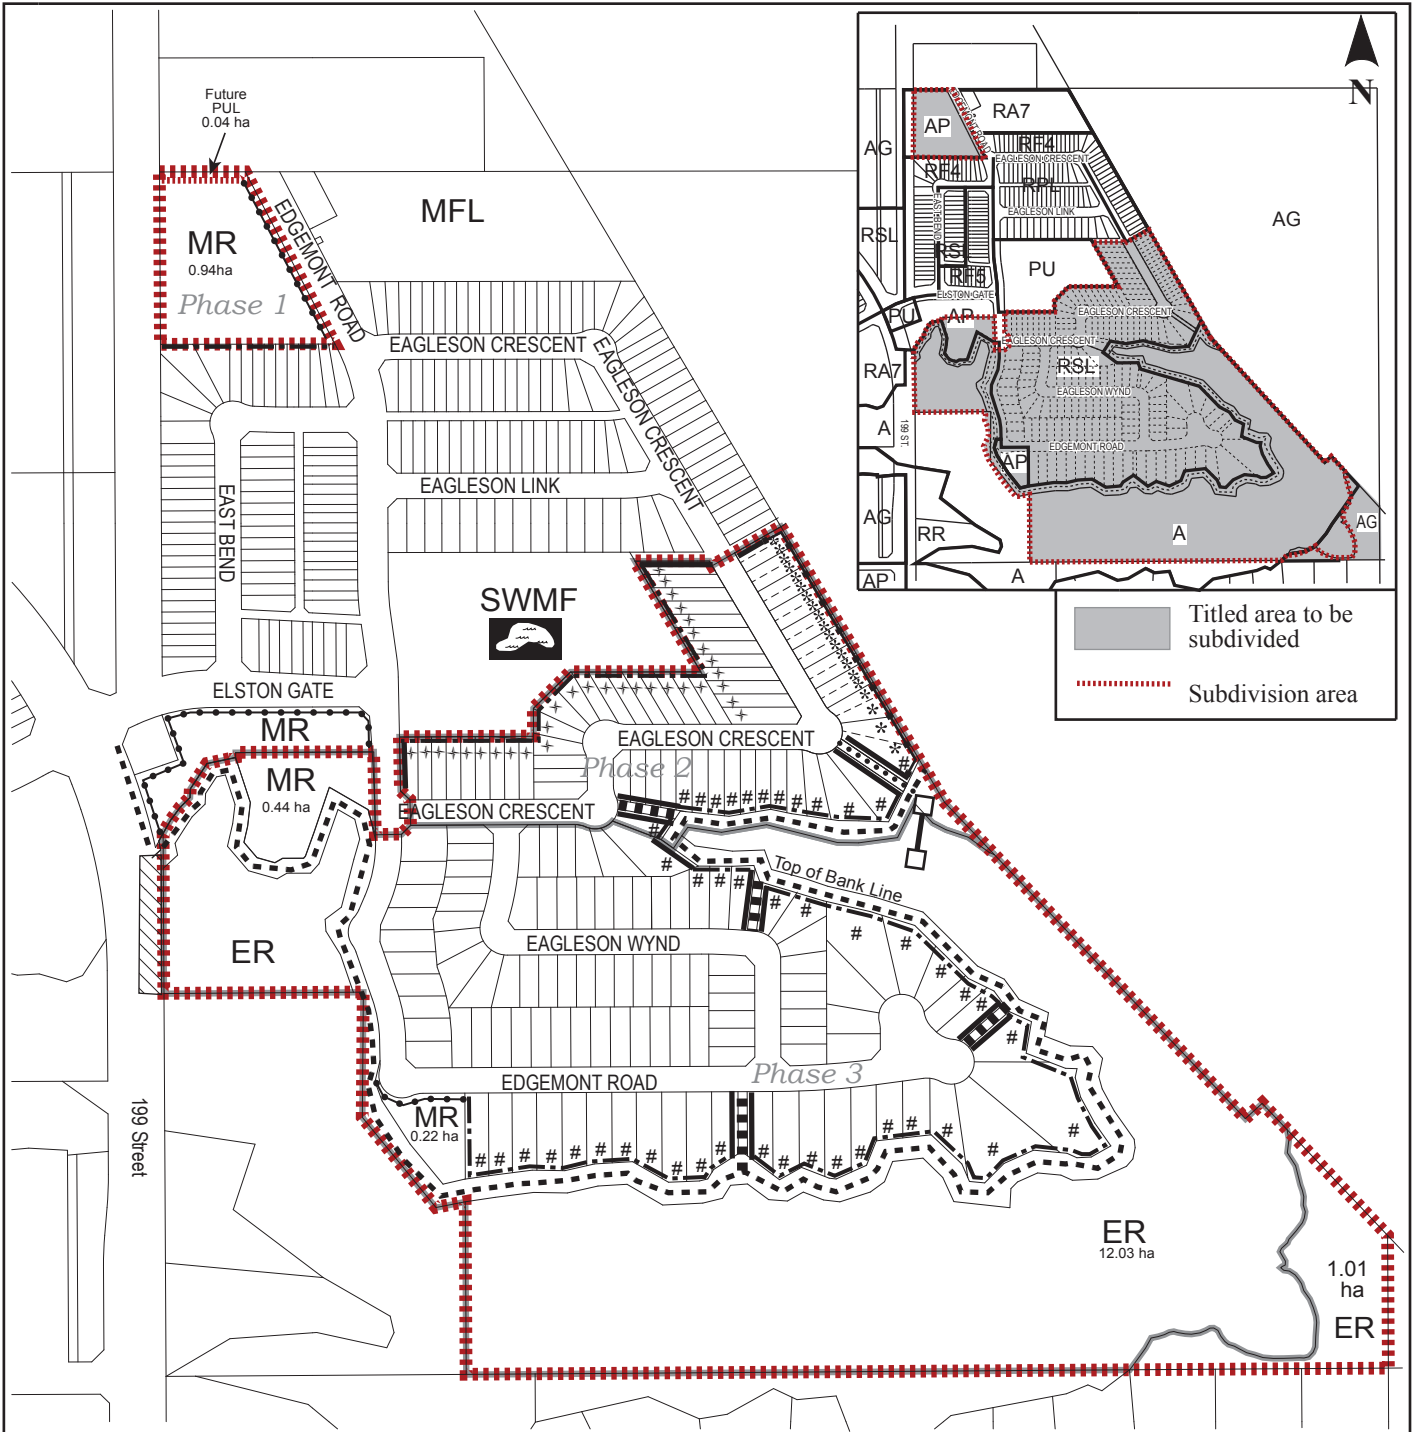 Future
PUL
0.04 ha
MR
0.94ha
Phase 1
EDGEMONT ROAD
MFL
EAGLESON CRESCENT
EAGLESON CRESCENT
EAGLESON LINK
EAST BEND
SWMF
ELSTON GATE
MR
MR
0.44 ha
EAGLESON CRESCENT
Phase 2
EAGLESON CRESCENT
Top of Bank Line
ER
EAGLESON WYND
Phase 3
EDGEMONT ROAD
MR
0.22 ha
199 Street
ER
12.03 ha
1.01
ha
ER
N
AP
EDGEMONT ROAD
RA7
AG
RF4
EAGLESON CRESCENT
RF4
RPL
EAGLESON LINK
AG
RSL
EAST BEND
RSL
RF5
PU
ELSTON GATE
PU
AP
EAGLESON CRESCENT
EAGLESON CRESCENT
RSL
RA7
EAGLESON WYND
A
199 ST.
EDGEMONT ROAD
AP
AG
RR
A
AG
AP
A
Titled area to be
subdivided
Subdivision area